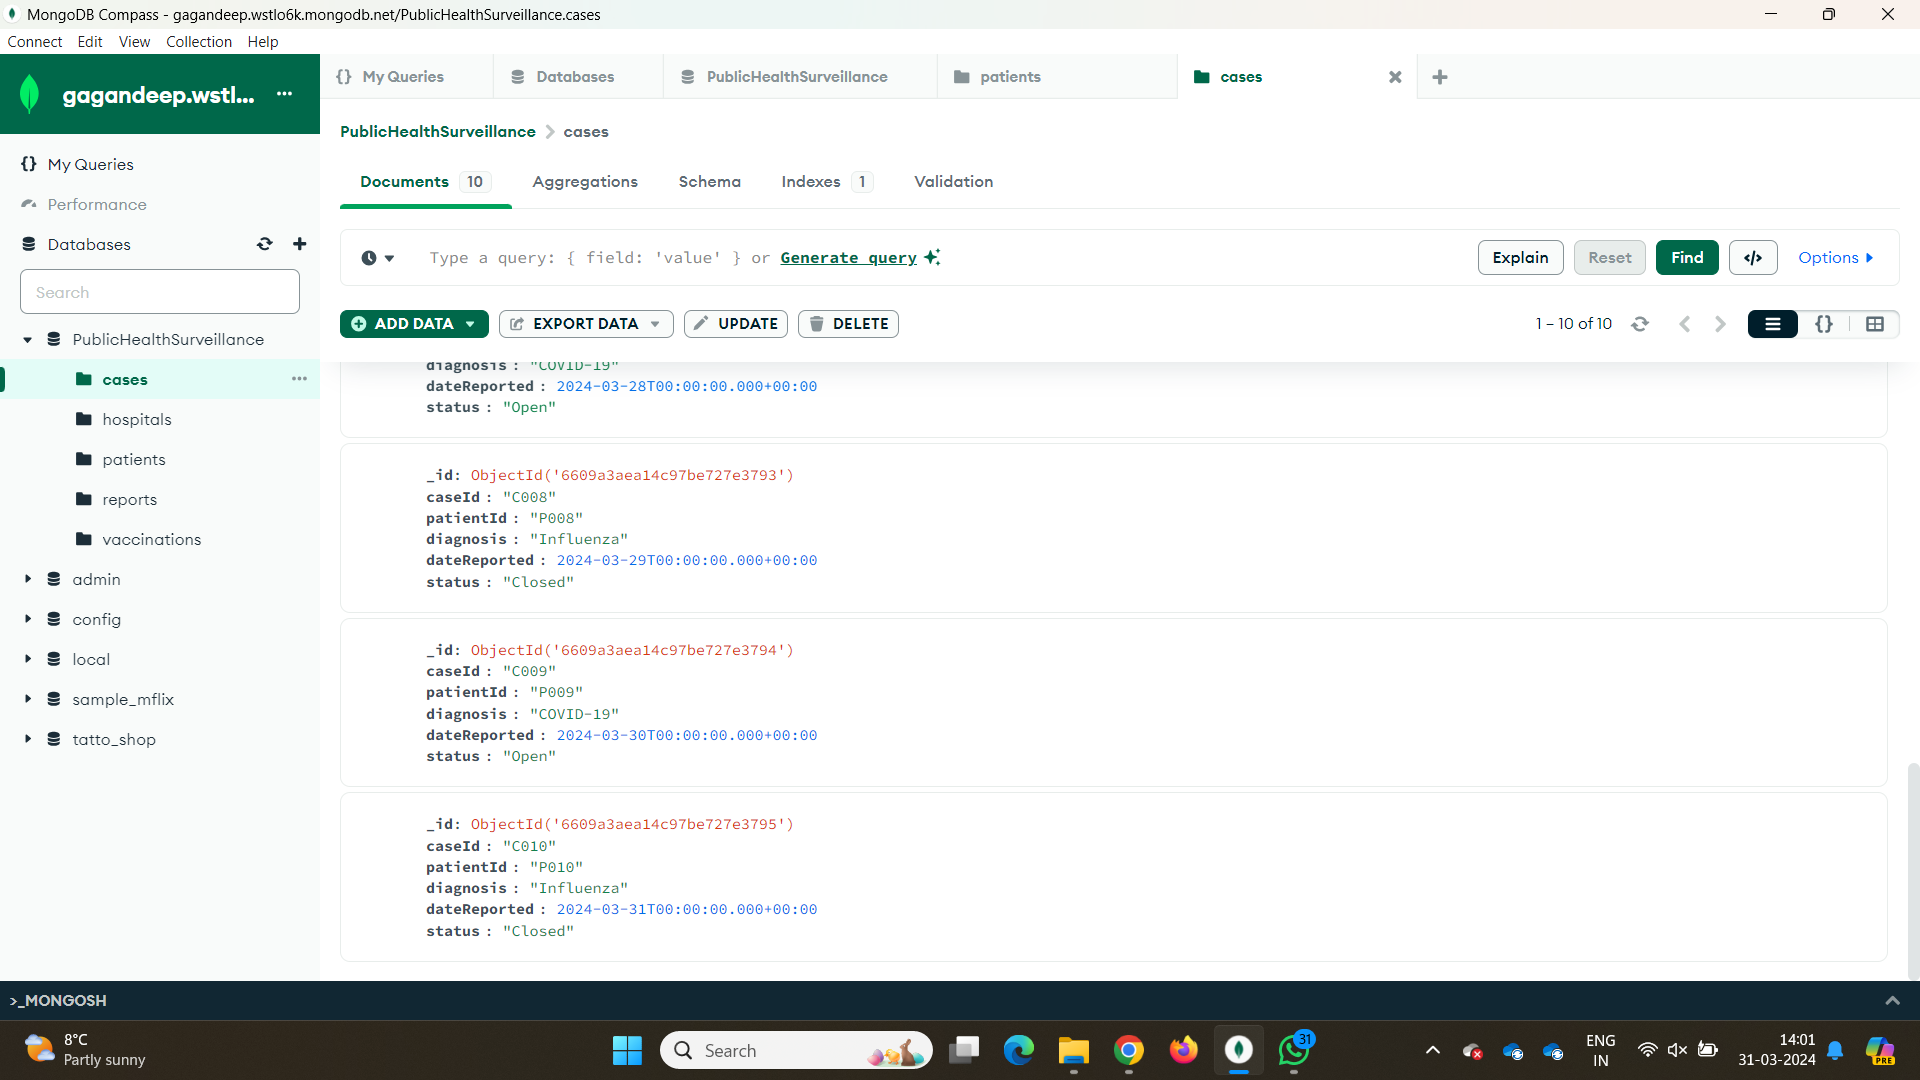 MongoDB Compass - gagandeep.wstlo6k.mongodb.net/PublicHealthSurveillance.cases
Connect Edit View Collection Help
gagandeep.wstl... ...
My Queries
Performance
Databases
Search
PublicHealthSurveillance
cases
hospitals
patients
reports
vaccinations
admin
config
local
sample_mflix
tatto_shop
{} My Queries Databases PublicHealthSurveillance patients cases
PublicHealthSurveillance > cases
Documents 10 Aggregations Schema Indexes 1 Validation
Type a query: { field: 'value' } or Generate query
Explain Reset Find </> Options
ADD DATA EXPORT DATA UPDATE DELETE
1 – 10 of 10 {}
diagnosis : "COVID-19"
dateReported : 2024-03-28T00:00:00.000+00:00
status : "Open"
_id: ObjectId('6609a3aea14c97be727e3793')
caseId : "C008"
patientId : "P008"
diagnosis : "Influenza"
dateReported : 2024-03-29T00:00:00.000+00:00
status : "Closed"
_id: ObjectId('6609a3aea14c97be727e3794')
caseId : "C009"
patientId : "P009"
diagnosis : "COVID-19"
dateReported : 2024-03-30T00:00:00.000+00:00
status : "Open"
_id: ObjectId('6609a3aea14c97be727e3795')
caseId : "C010"
patientId : "P010"
diagnosis : "Influenza"
dateReported : 2024-03-31T00:00:00.000+00:00
status : "Closed"
>_MONGOSH
8°C
Partly sunny
Search
31
ENG
IN
14:01
31-03-2024
PRE